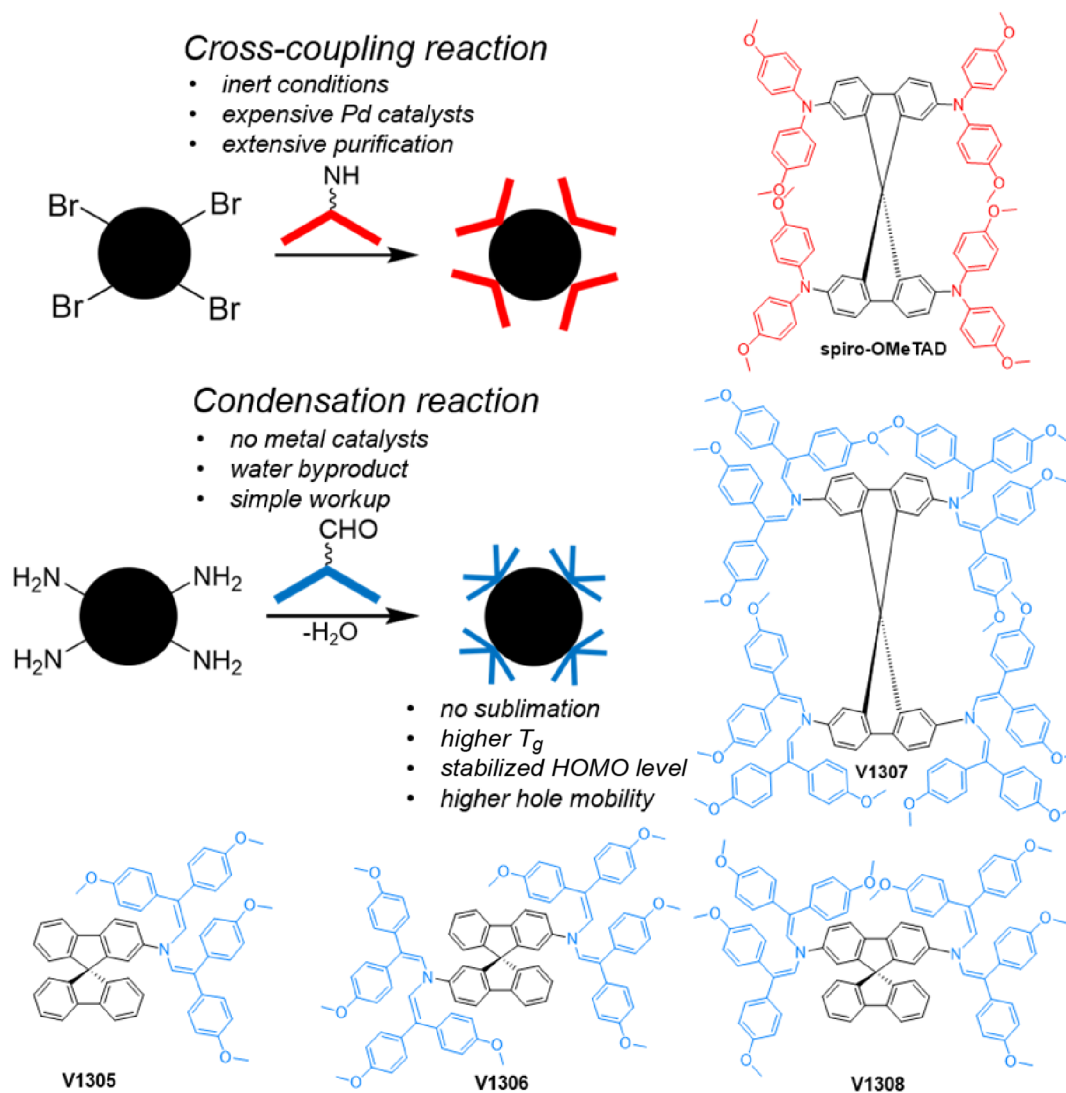 Cross-coupling reaction
• inert conditions
• expensive Pd catalysts
• extensive purification
Br
Br
Br
Br
NH
O O
N N
O O
O O
N N
O O
spiro-OMeTAD
Condensation reaction
• no metal catalysts
• water byproduct
• simple workup
H₂N
NH₂
H₂N
NH₂
CHO
-H₂O
• no sublimation
• higher Tg
• stabilized HOMO level
• higher hole mobility
O O O O
O O
N N
O O
O O
O O
N N
O O O O
V1307
O
O
O
N
O
V1305
O
O
O
O
N
N
O
O
O
O
V1306
O O O O
O O
N N
O O
V1308